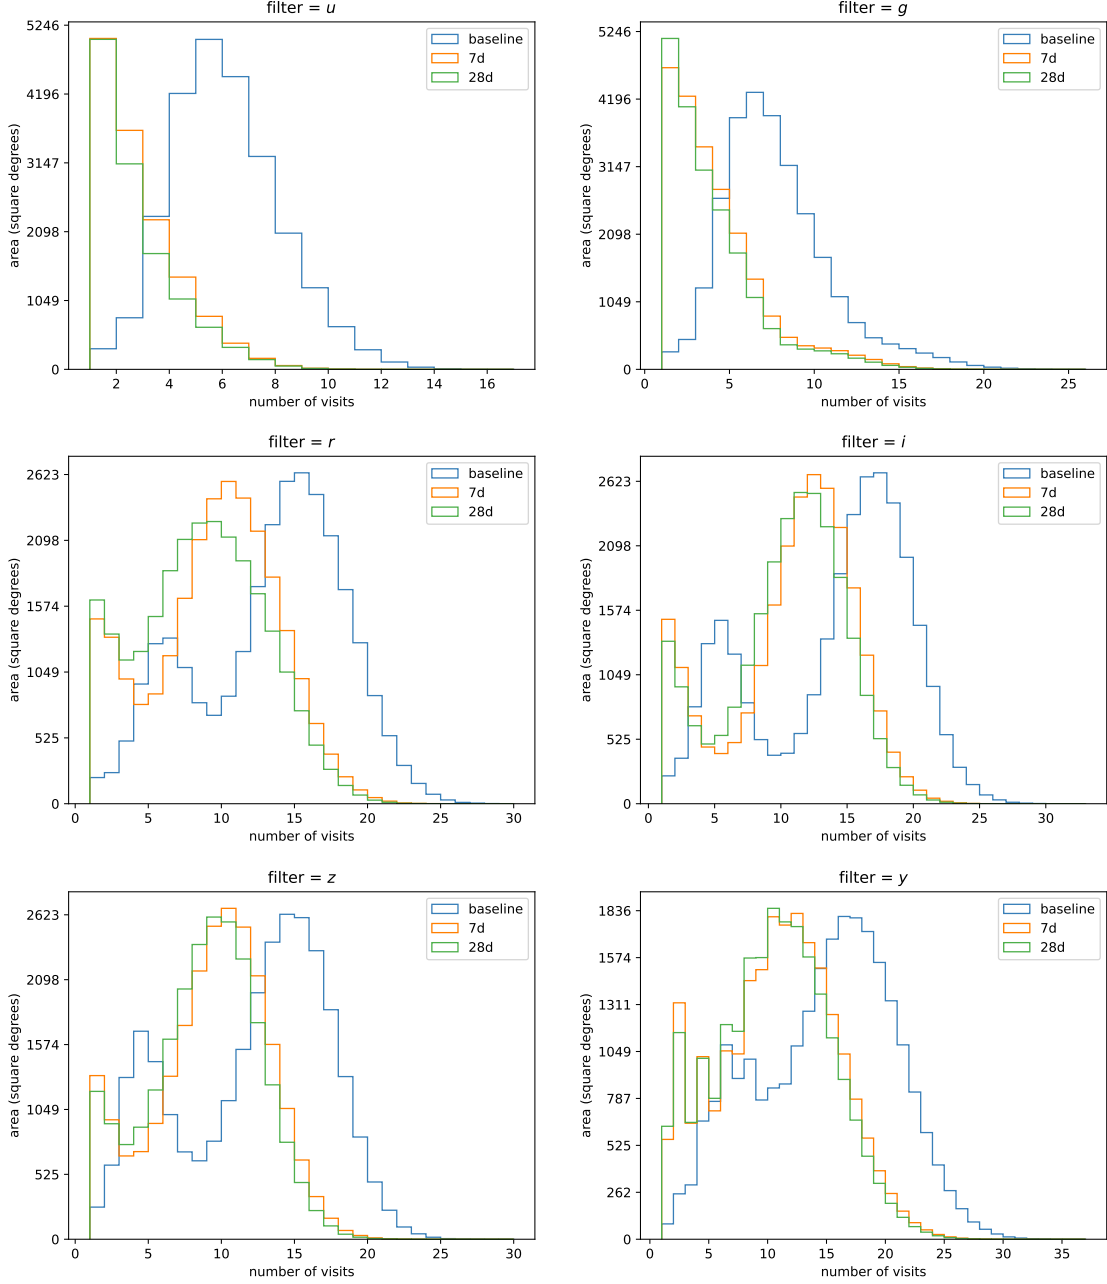 filter = u
5246
4196
3147
2098
1049
0
area (square degrees)
baseline
7d
28d
2 4 6 8 10 12 14 16
number of visits
filter = g
5246
4196
3147
2098
1049
0
area (square degrees)
baseline
7d
28d
0 5 10 15 20 25
number of visits
filter = r
2623
2098
1574
1049
525
0
area (square degrees)
baseline
7d
28d
0 5 10 15 20 25 30
number of visits
filter = i
2623
2098
1574
1049
525
0
area (square degrees)
baseline
7d
28d
0 5 10 15 20 25 30
number of visits
filter = z
2623
2098
1574
1049
525
0
area (square degrees)
baseline
7d
28d
0 5 10 15 20 25 30
number of visits
filter = y
1836
1574
1311
1049
787
525
262
0
area (square degrees)
baseline
7d
28d
0 5 10 15 20 25 30 35
number of visits